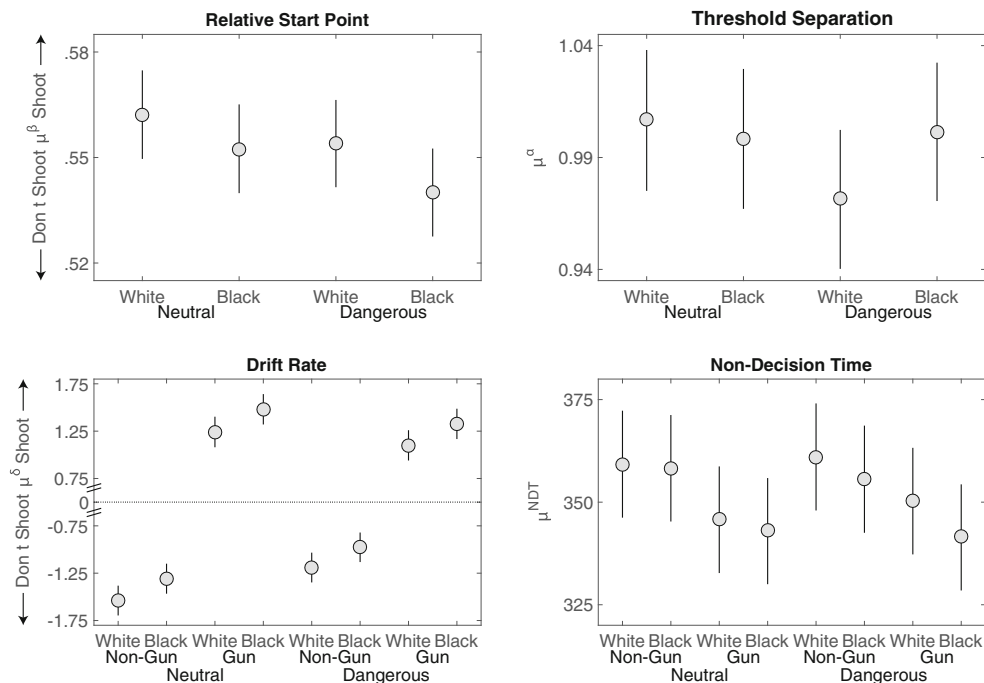 Relative Start Point
Don t Shoot μ^β Shoot
.58
.55
.52
White Black White Black
Neutral Dangerous
Threshold Separation
μ^α
1.04
0.99
0.94
White Black White Black
Neutral Dangerous
Drift Rate
Don t Shoot μ^δ Shoot
1.75
1.25
0.75
0
-0.75
-1.25
-1.75
White Black White Black White Black White Black
Non-Gun Gun Non-Gun Gun
Neutral Dangerous
Non-Decision Time
μ^NDT
375
350
325
White Black White Black White Black White Black
Non-Gun Gun Non-Gun Gun
Neutral Dangerous